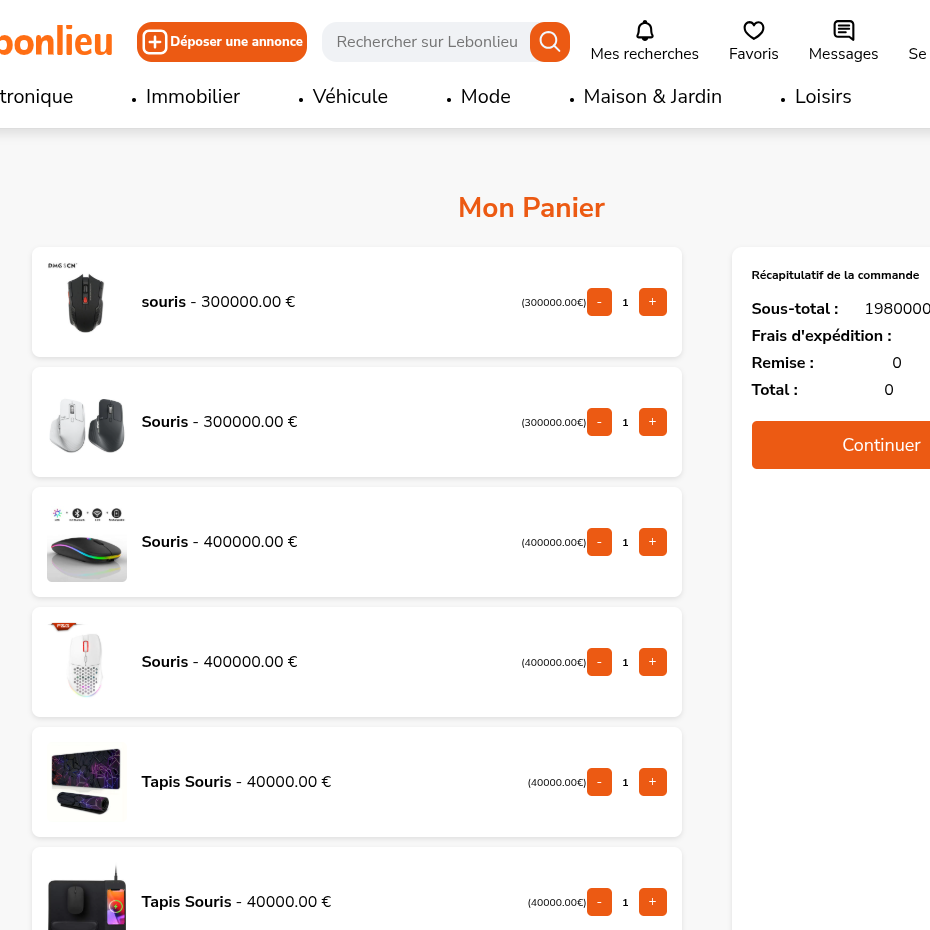 bonlieu
Déposer une annonce
Rechercher sur Lebonlieu
Mes recherches
Favoris
Messages
Se
tronique
• Immobilier
• Véhicule
• Mode
• Maison & Jardin
• Loisirs
Mon Panier
souris - 300000.00 €
(300000.00€) - 1 +
Souris - 300000.00 €
(300000.00€) - 1 +
Souris - 400000.00 €
(400000.00€) - 1 +
Souris - 400000.00 €
(400000.00€) - 1 +
Tapis Souris - 40000.00 €
(40000.00€) - 1 +
Tapis Souris - 40000.00 €
(40000.00€) - 1 +
Récapitulatif de la commande
Sous-total : 1980000
Frais d'expédition :
Remise : 0
Total : 0
Continuer